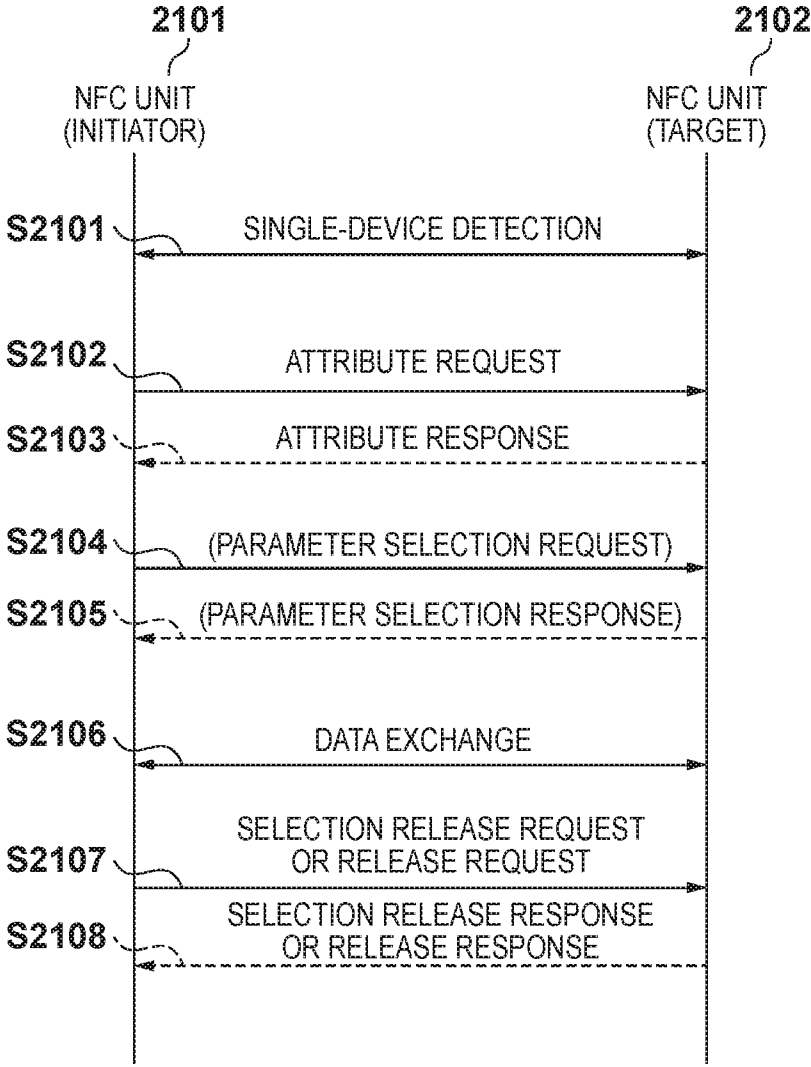 2101
2102
NFC UNIT
(INITIATOR)
NFC UNIT
(TARGET)
S2101
SINGLE-DEVICE DETECTION
S2102
ATTRIBUTE REQUEST
S2103
ATTRIBUTE RESPONSE
S2104
(PARAMETER SELECTION REQUEST)
S2105
(PARAMETER SELECTION RESPONSE)
S2106
DATA EXCHANGE
S2107
SELECTION RELEASE REQUEST
OR RELEASE REQUEST
S2108
SELECTION RELEASE RESPONSE
OR RELEASE RESPONSE